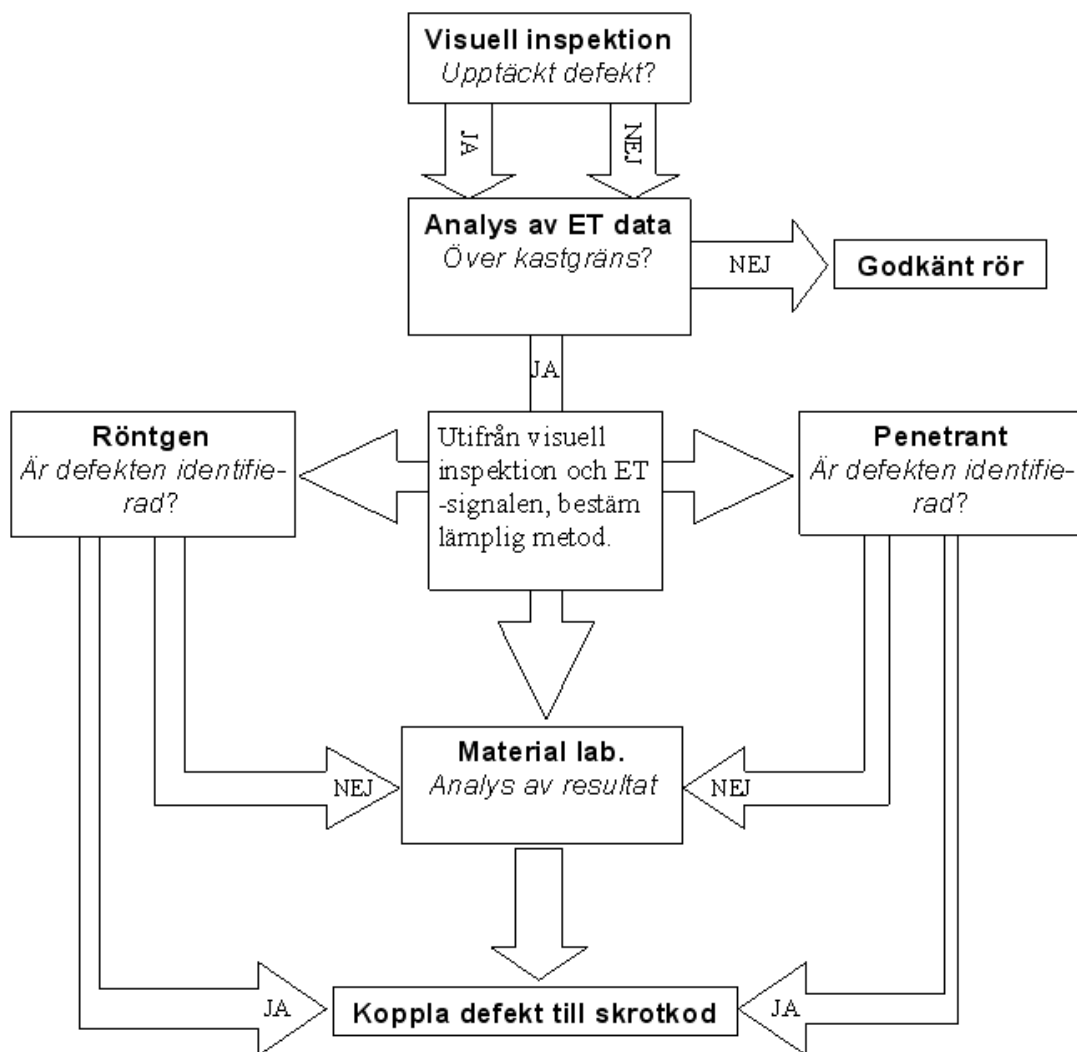 Visuell inspektion
Upptäckt defekt?
JA
NEJ
Analys av ET data
Över kastgräns?
NEJ
Godkänt rör
JA
Röntgen
Är defekten identifie-
rad?
Utifrån visuell
inspektion och ET
-signalen, bestäm
lämplig metod.
Penetrant
Är defekten identifie-
rad?
Material lab.
Analys av resultat
NEJ
NEJ
JA
Koppla defekt till skrotkod
JA